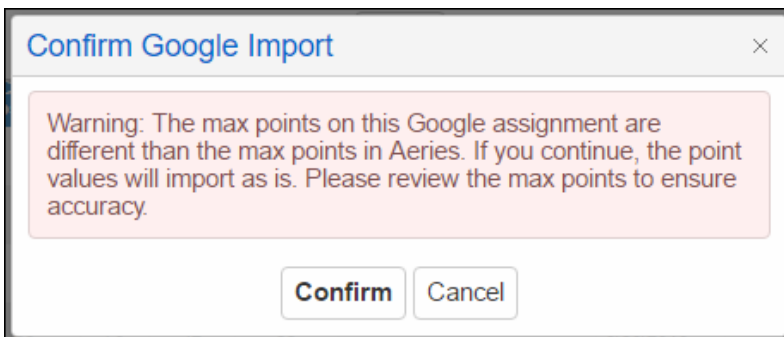 Confirm Google Import
Warning: The max points on this Google assignment are
different than the max points in Aeries. If you continue, the point
values will import as is. Please review the max points to ensure
accuracy.
Confirm Cancel